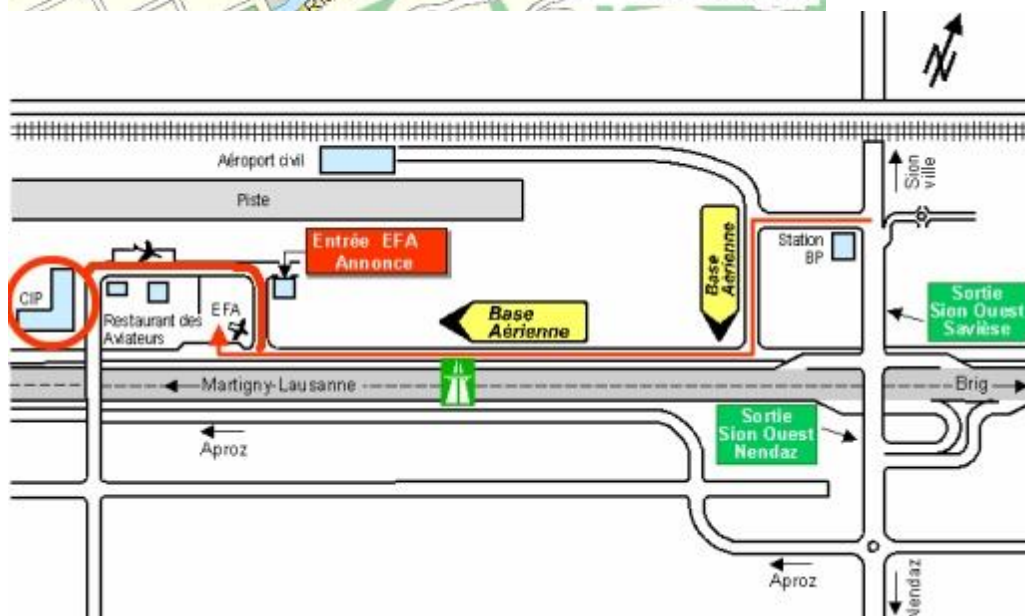 N
Aéroport civil
Sion
ville
Piste
Entrée EFA
Annonce
Station
BP
Base
Aérienne
CIP
Restaurant des
Aviateurs
EFA
Base
Aérienne
Sortie
Sion Ouest
Savièse
Martigny-Lausanne
Brig
Sortie
Sion Ouest
Nendaz
Aproz
Aproz
Nendaz